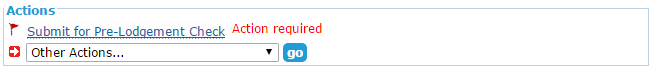 Actions
Submit for Pre-Lodgement Check Action required
Other Actions... go